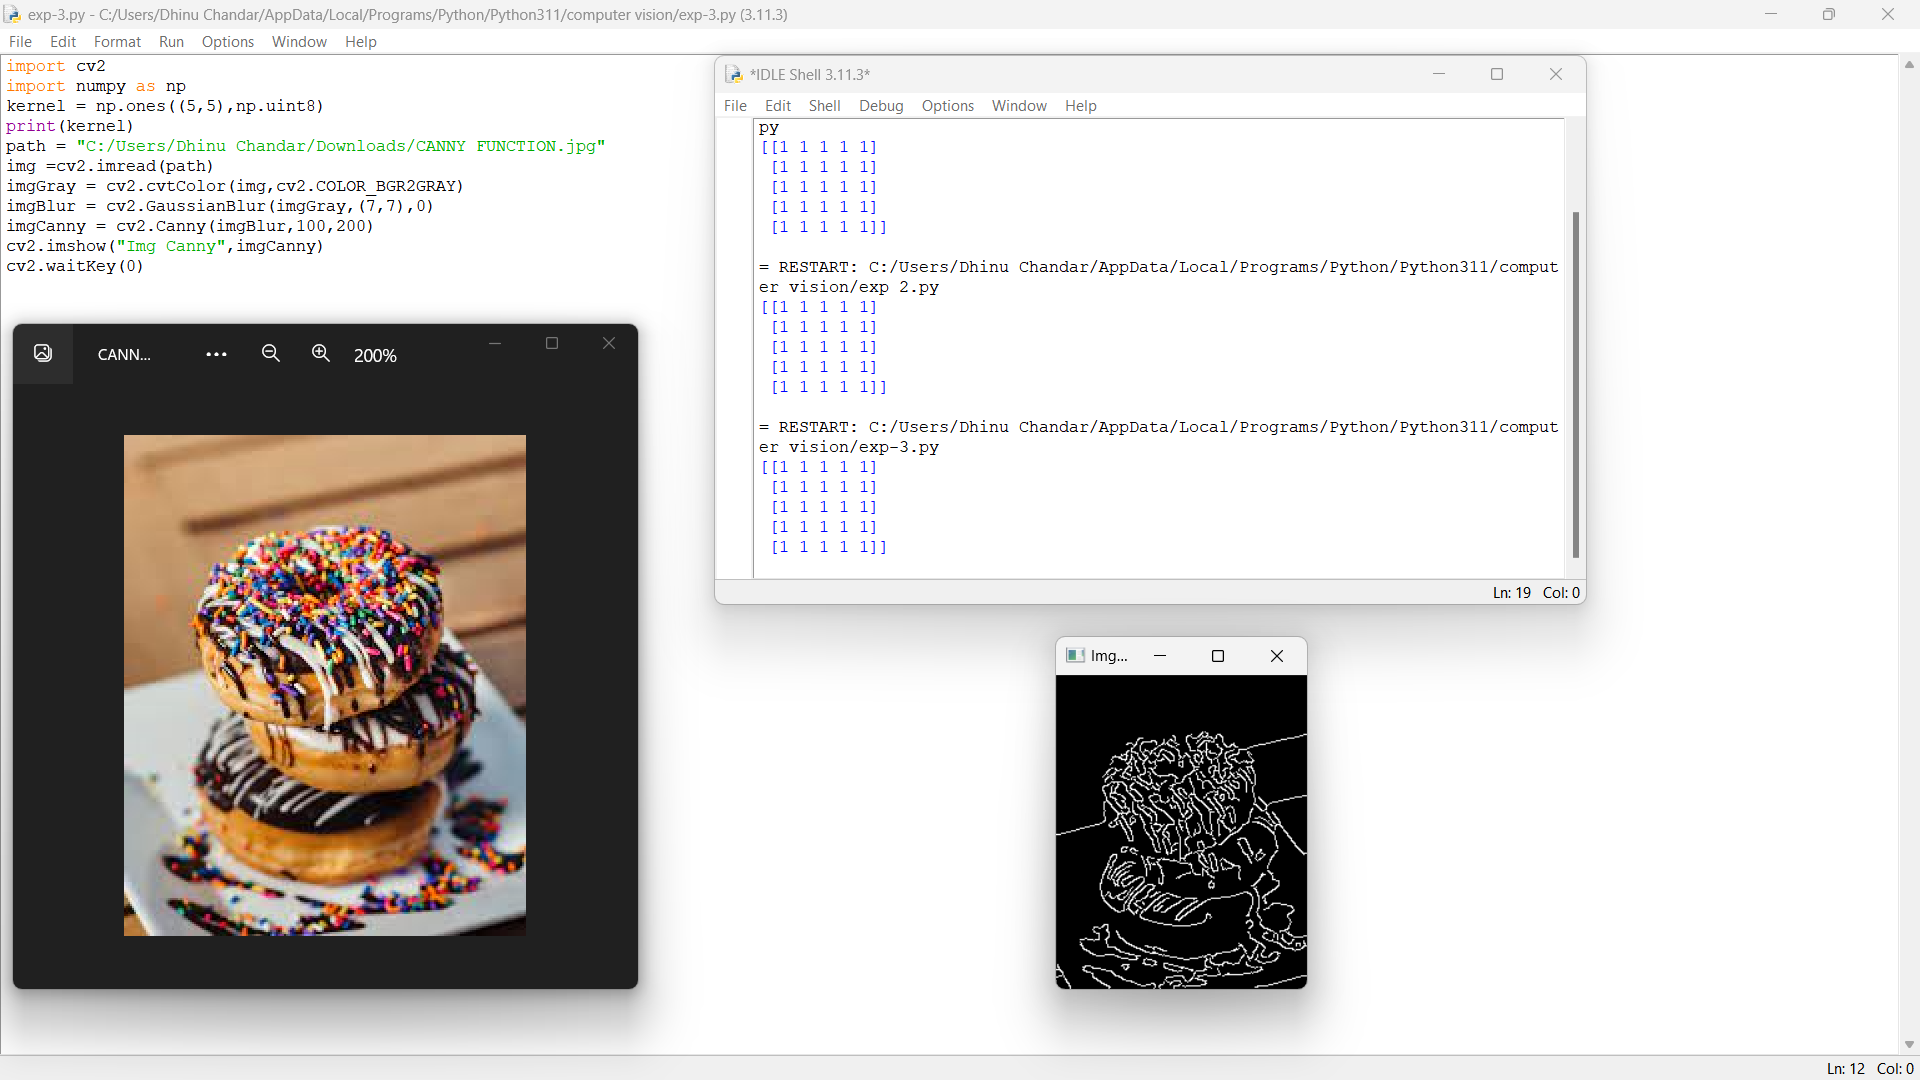 exp-3.py - C:/Users/Dhinu Chandar/AppData/Local/Programs/Python/Python311/computer vision/exp-3.py (3.11.3)
File Edit Format Run Options Window Help
import cv2
import numpy as np
kernel = np.ones((5,5),np.uint8)
print(kernel)
path = "C:/Users/Dhinu Chandar/Downloads/CANNY FUNCTION.jpg"
img =cv2.imread(path)
imgGray = cv2.cvtColor(img,cv2.COLOR_BGR2GRAY)
imgBlur = cv2.GaussianBlur(imgGray,(7,7),0)
imgCanny = cv2.Canny(imgBlur,100,200)
cv2.imshow("Img Canny",imgCanny)
cv2.waitKey(0)
*IDLE Shell 3.11.3*
File Edit Shell Debug Options Window Help
py
[[1 1 1 1 1]
[1 1 1 1 1]
[1 1 1 1 1]
[1 1 1 1 1]
[1 1 1 1 1]]
= RESTART: C:/Users/Dhinu Chandar/AppData/Local/Programs/Python/Python311/comput
er vision/exp 2.py
[[1 1 1 1 1]
[1 1 1 1 1]
[1 1 1 1 1]
[1 1 1 1 1]
[1 1 1 1 1]]
= RESTART: C:/Users/Dhinu Chandar/AppData/Local/Programs/Python/Python311/comput
er vision/exp-3.py
[[1 1 1 1 1]
[1 1 1 1 1]
[1 1 1 1 1]
[1 1 1 1 1]
[1 1 1 1 1]]
Ln: 19 Col: 0
CANN... ... 200%
Img...
Ln: 12 Col: 0